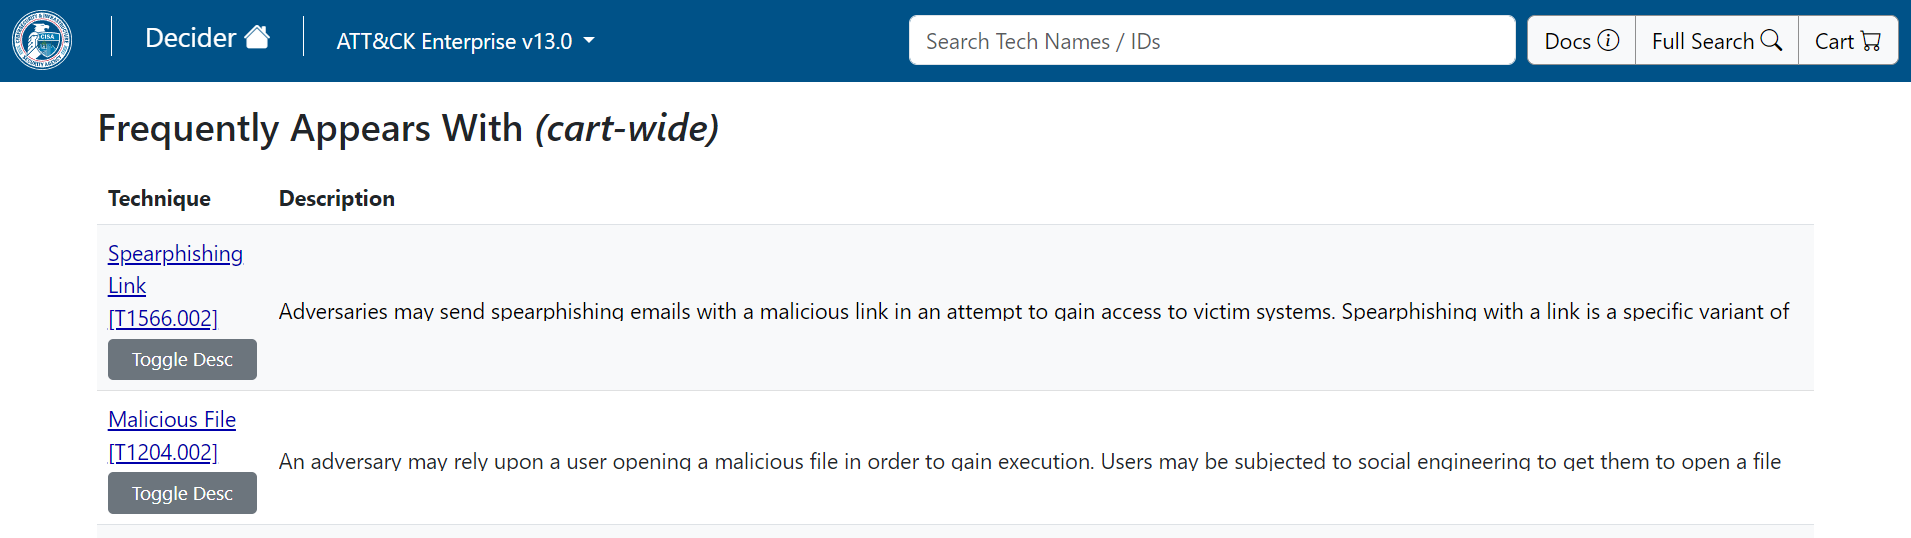 CISA
Decider
ATT&CK Enterprise v13.0
Search Tech Names / IDs
Docs
Full Search
Cart
Frequently Appears With (cart-wide)
Technique
Description
Spearphishing
Link
[T1566.002]
Toggle Desc
Adversaries may send spearphishing emails with a malicious link in an attempt to gain access to victim systems. Spearphishing with a link is a specific variant of
Malicious File
[T1204.002]
Toggle Desc
An adversary may rely upon a user opening a malicious file in order to gain execution. Users may be subjected to social engineering to get them to open a file